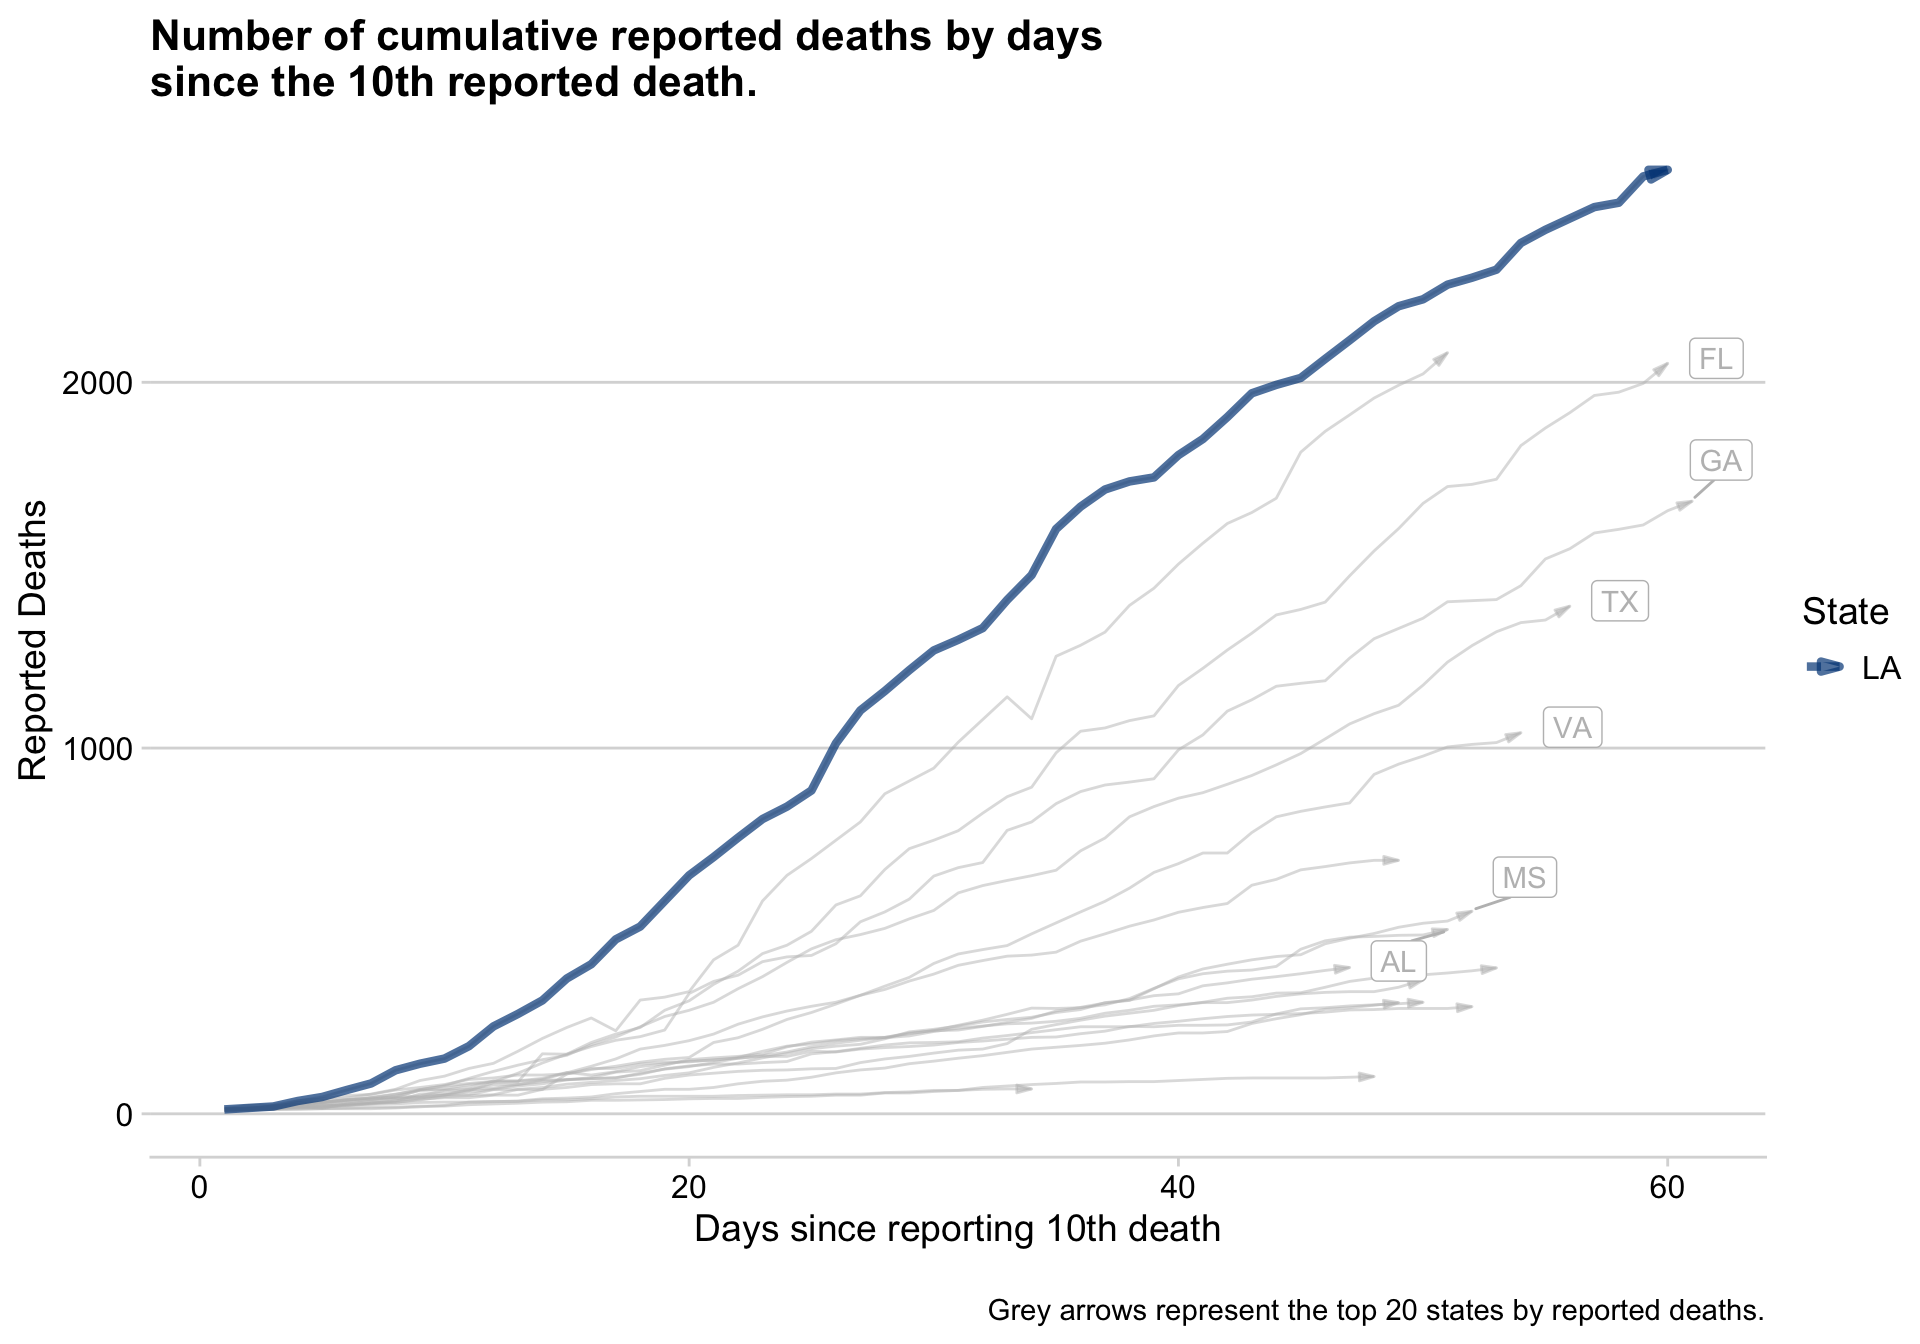 Number of cumulative reported deaths by days
since the 10th reported death.
Reported Deaths
2000
1000
0
FL
GA
TX
VA
MS
AL
State
LA
0 20 40 60
Days since reporting 10th death
Grey arrows represent the top 20 states by reported deaths.